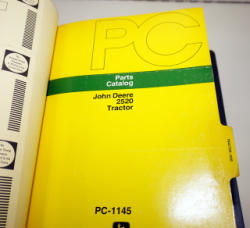 PC
Parts
Catalog
John Deere
2520
Tractor
PC-1145